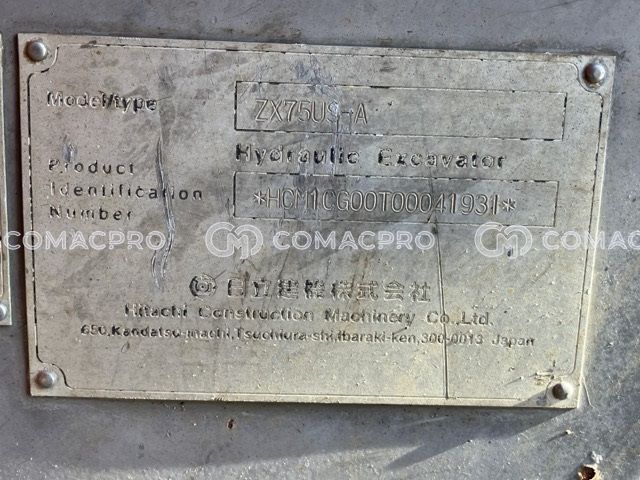 Model/type ZX75US-A
Hydraulic Excavator
Product
Identification
Number
*HCM1CG00T00041931*
COMACPRO COMACPRO COMACPRO
日立建機株式会社
Hitachi Construction Machinery Co.,Ltd.
650,Kandatsu-machi,Tsuchiura-shi,Ibaraki-ken,300-0013 Japan